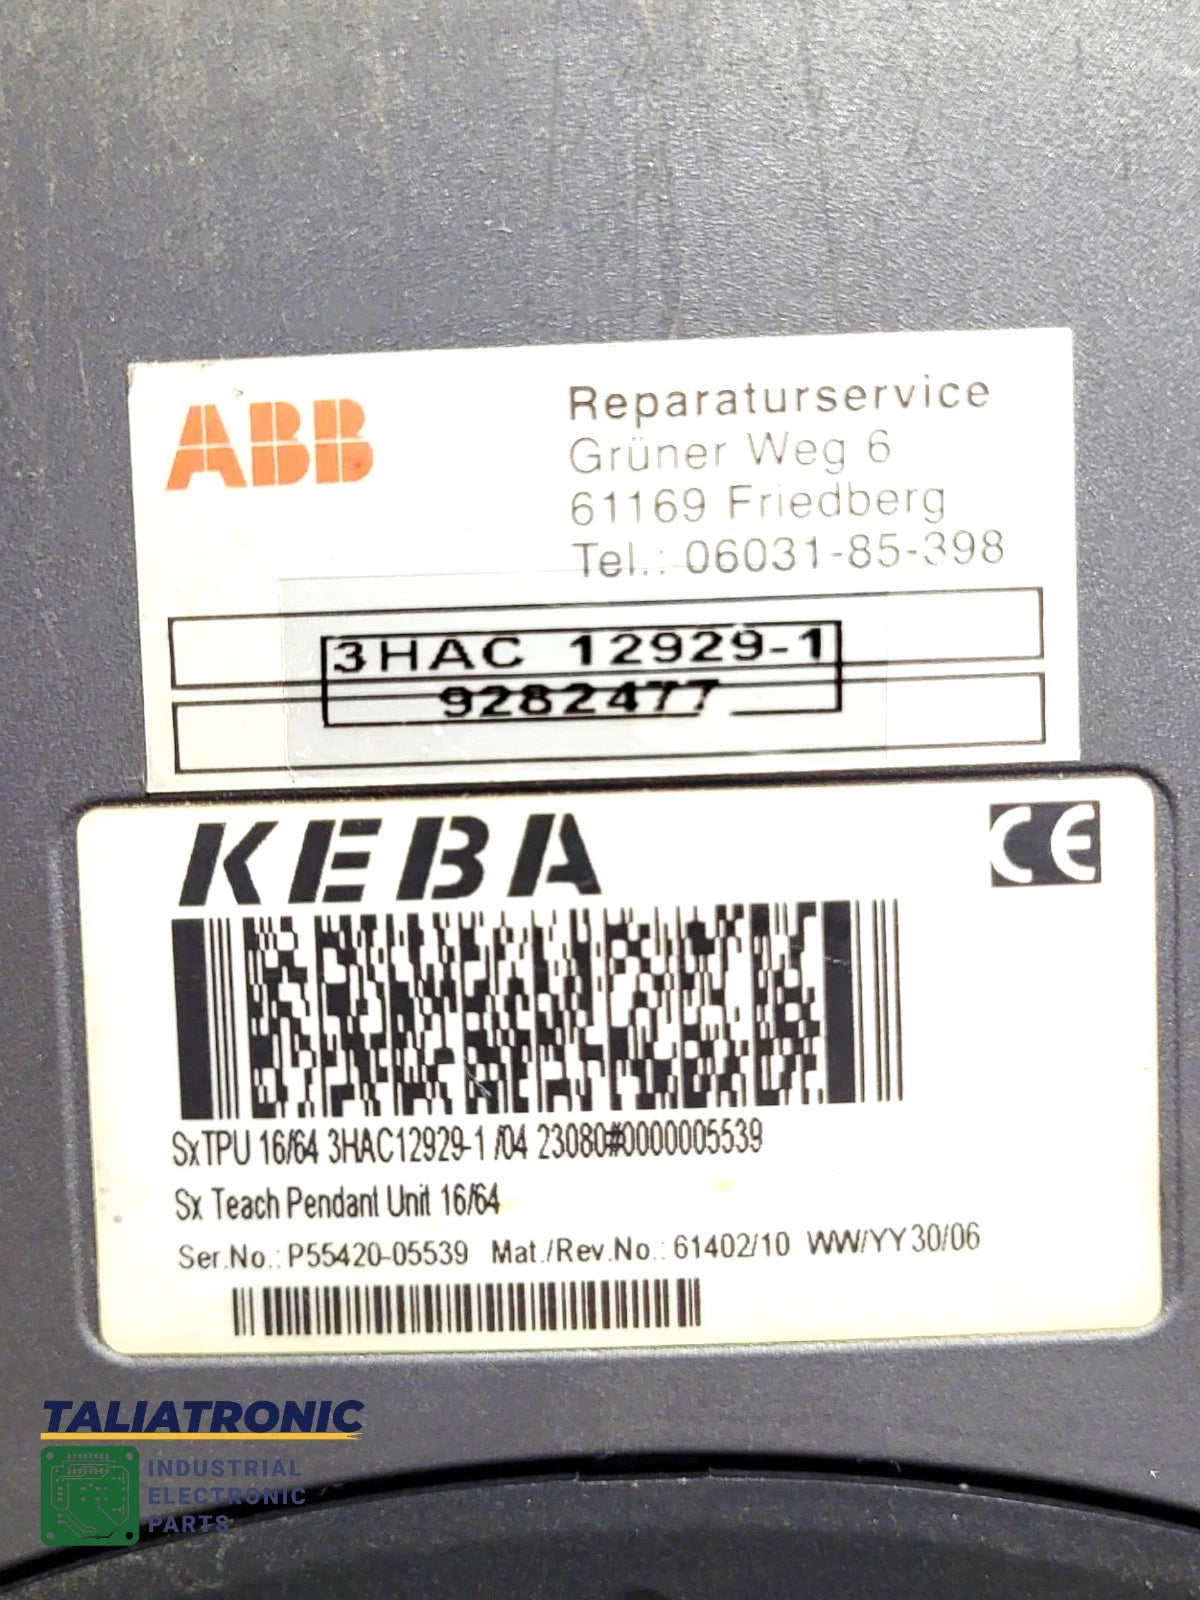 ABB
Reparaturservice
Grüner Weg 6
61169 Friedberg
Tel.: 06031-85-398
3HAC 12929-1
9282477
KEBA
CE
SxTPU 16/64 3HAC12929-1 /04 23080#0000005539
Sx Teach Pendant Unit 16/64
Ser.No.: P55420-05539 Mat./Rev.No.: 61402/10 WW/YY 30/06
TALIATRONIC
INDUSTRIAL
ELECTRONIC
PARTS